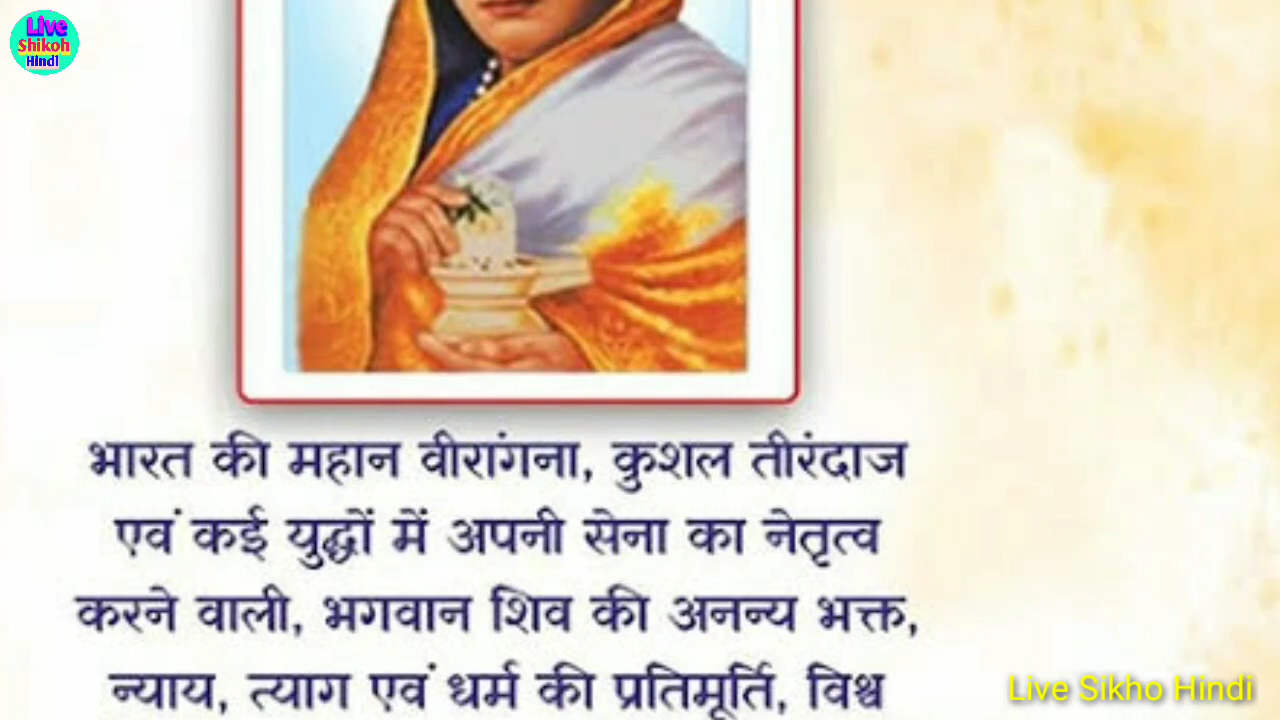 Live
Shikoh
Hindi
भारत की महान वीरांगना, कुशल तीरंदाज
एवं कई युद्धों में अपनी सेना का नेतृत्व
करने वाली, भगवान शिव की अनन्य भक्त,
न्याय, त्याग एवं धर्म की प्रतिमूर्ति, विश्व
Live Sikho Hindi